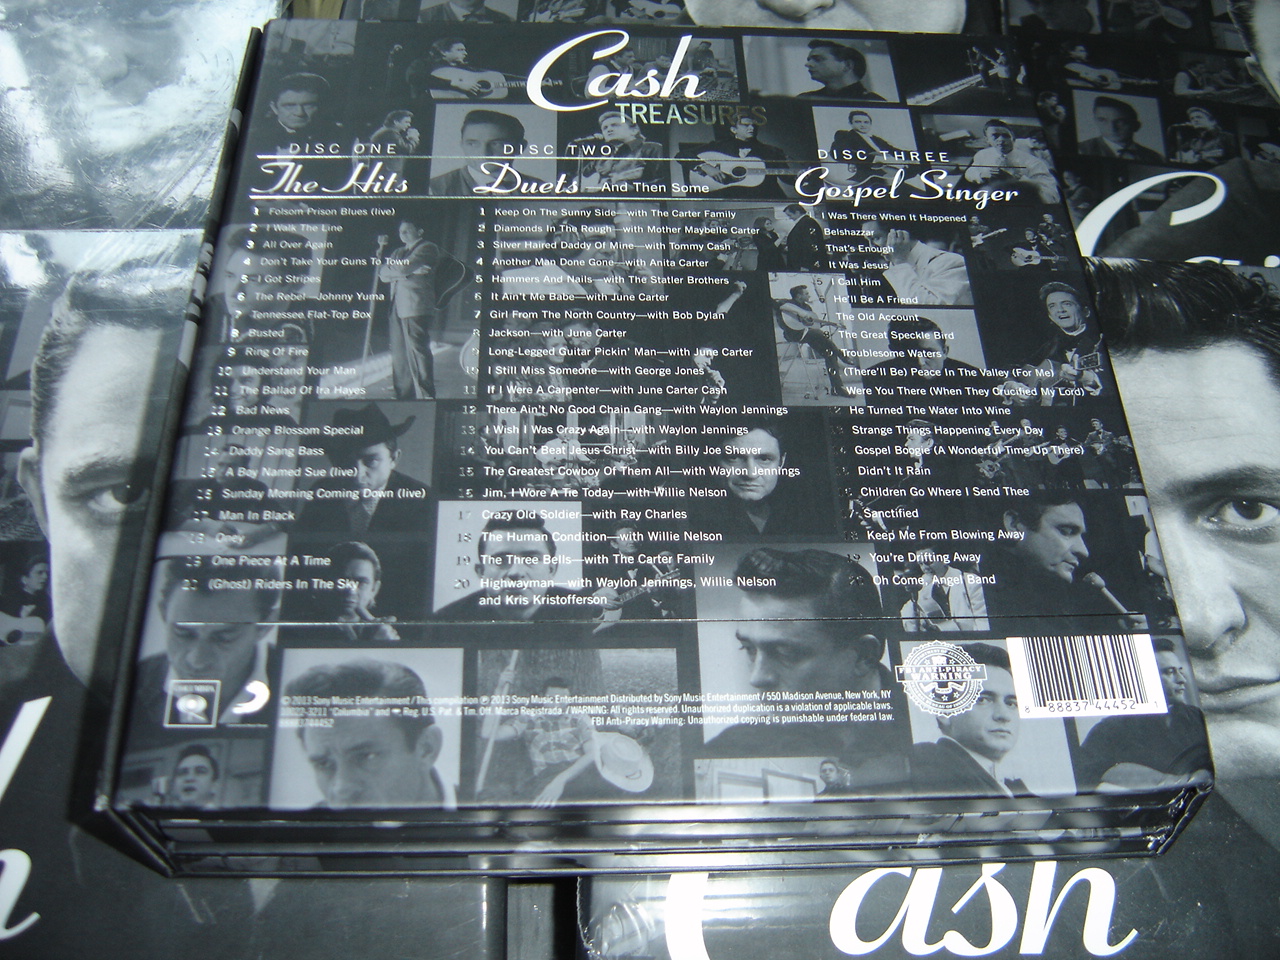 Cash
TREASURES
DISC ONE
The Hits
1 Folsom Prison Blues (live)
2 I Walk The Line
3 All Over Again
4 Don't Take Your Guns To Town
5 I Got Stripes
6 The Rebel—Johnny Yuma
7 Tennessee Flat-Top Box
8 Busted
9 Ring Of Fire
10 Understand Your Man
11 The Ballad Of Ira Hayes
12 Bad News
13 Orange Blossom Special
14 Daddy Sang Bass
15 A Boy Named Sue (live)
16 Sunday Morning Coming Down (live)
17 Man In Black
18 Oney
19 One Piece At A Time
20 (Ghost) Riders In The Sky
DISC TWO
Duets—And Then Some
1 Keep On The Sunny Side—with The Carter Family
2 Diamonds In The Rough—with Mother Maybelle Carter
3 Silver Haired Daddy Of Mine—with Tommy Cash
4 Another Man Done Gone—with Anita Carter
5 Hammers And Nails—with The Statler Brothers
6 It Ain't Me Babe—with June Carter
7 Girl From The North Country—with Bob Dylan
8 Jackson—with June Carter
9 Long-Legged Guitar Pickin' Man—with June Carter
10 I Still Miss Someone—with George Jones
11 If I Were A Carpenter—with June Carter Cash
12 There Ain't No Good Chain Gang—with Waylon Jennings
13 I Wish I Was Crazy Again—with Waylon Jennings
14 You Can't Beat Jesus Christ—with Billy Joe Shaver
15 The Greatest Cowboy Of Them All—with Waylon Jennings
16 Jim, I Wore A Tie Today—with Willie Nelson
17 Crazy Old Soldier—with Ray Charles
18 The Human Condition—with Willie Nelson
19 The Three Bells—with The Carter Family
20 Highwayman—with Waylon Jennings, Willie Nelson
and Kris Kristofferson
DISC THREE
Gospel Singer
I Was There When It Happened
2 Belshazzar
3 That's Enough
4 It Was Jesus
5 I Call Him
He'll Be A Friend
The Old Account
8 The Great Speckle Bird
9 Troublesome Waters
10 (There'll Be) Peace In The Valley (For Me)
Were You There (When They Crucified My Lord)
He Turned The Water Into Wine
Strange Things Happening Every Day
Gospel Boogie (A Wonderful Time Up There)
Didn't It Rain
Children Go Where I Send Thee
Sanctified
Keep Me From Blowing Away
19 You're Drifting Away
20 Oh Come, Angel Band
© 2013 Sony Music Entertainment / This compilation ℗ 2013 Sony Music Entertainment Distributed by Sony Music Entertainment / 550 Madison Avenue, New York, NY
"Columbia" and Reg. U.S. Pat. & Tm. Off. Marca Registrada. / WARNING: All rights reserved. Unauthorized duplication is a violation of applicable laws.
88883744452 FBI Anti-Piracy Warning: Unauthorized copying is punishable under federal law.
FBI ANTI-PIRACY
WARNING
8 88837 44452 1
Cash